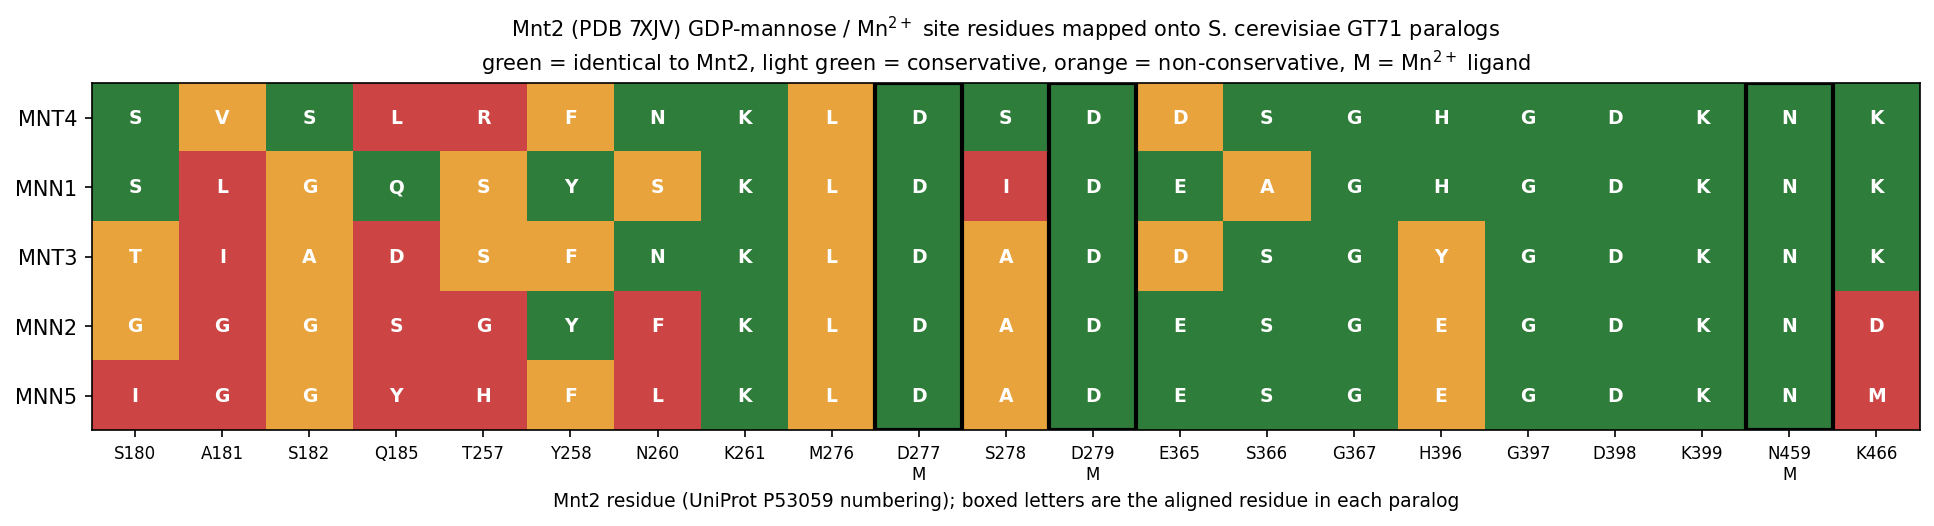 Mnt2 (PDB 7XJV) GDP-mannose / Mn²⁺ site residues mapped onto S. cerevisiae GT71 paralogs
green = identical to Mnt2, light green = conservative, orange = non-conservative, M = Mn²⁺ ligand
MNT4 S V S L R F N K L D S D D S G H G D K N K
MNN1 S L G Q S Y S K L D I D E A G H G D K N K
MNT3 T I A D S F N K L D A D D S G Y G D K N K
MNN2 G G G S G Y F K L D A D E S G E G D K N D
MNN5 I G G Y H F L K L D A D E S G E G D K N M
S180 A181 S182 Q185 T257 Y258 N260 K261 M276 D277 S278 D279 E365 S366 G367 H396 G397 D398 K399 N459 K466
M M M
Mnt2 residue (UniProt P53059 numbering); boxed letters are the aligned residue in each paralog